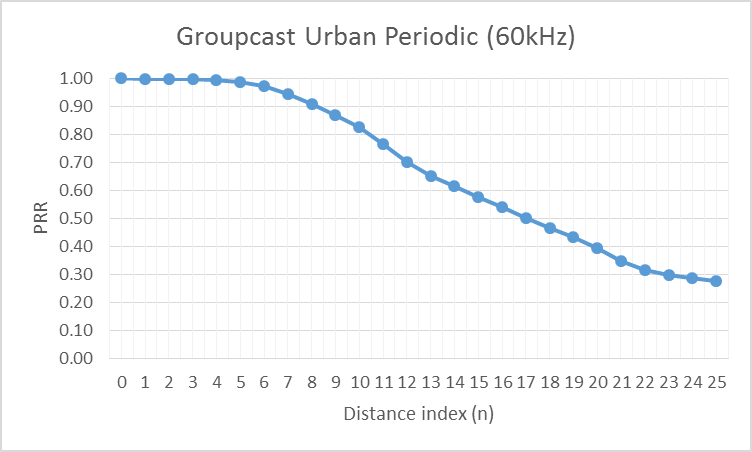 Groupcast Urban Periodic (60kHz)
1.00
0.90
0.80
0.70
0.60
0.50
0.40
0.30
0.20
0.10
0.00
PRR
0 1 2 3 4 5 6 7 8 9 10 11 12 13 14 15 16 17 18 19 20 21 22 23 24 25
Distance index (n)